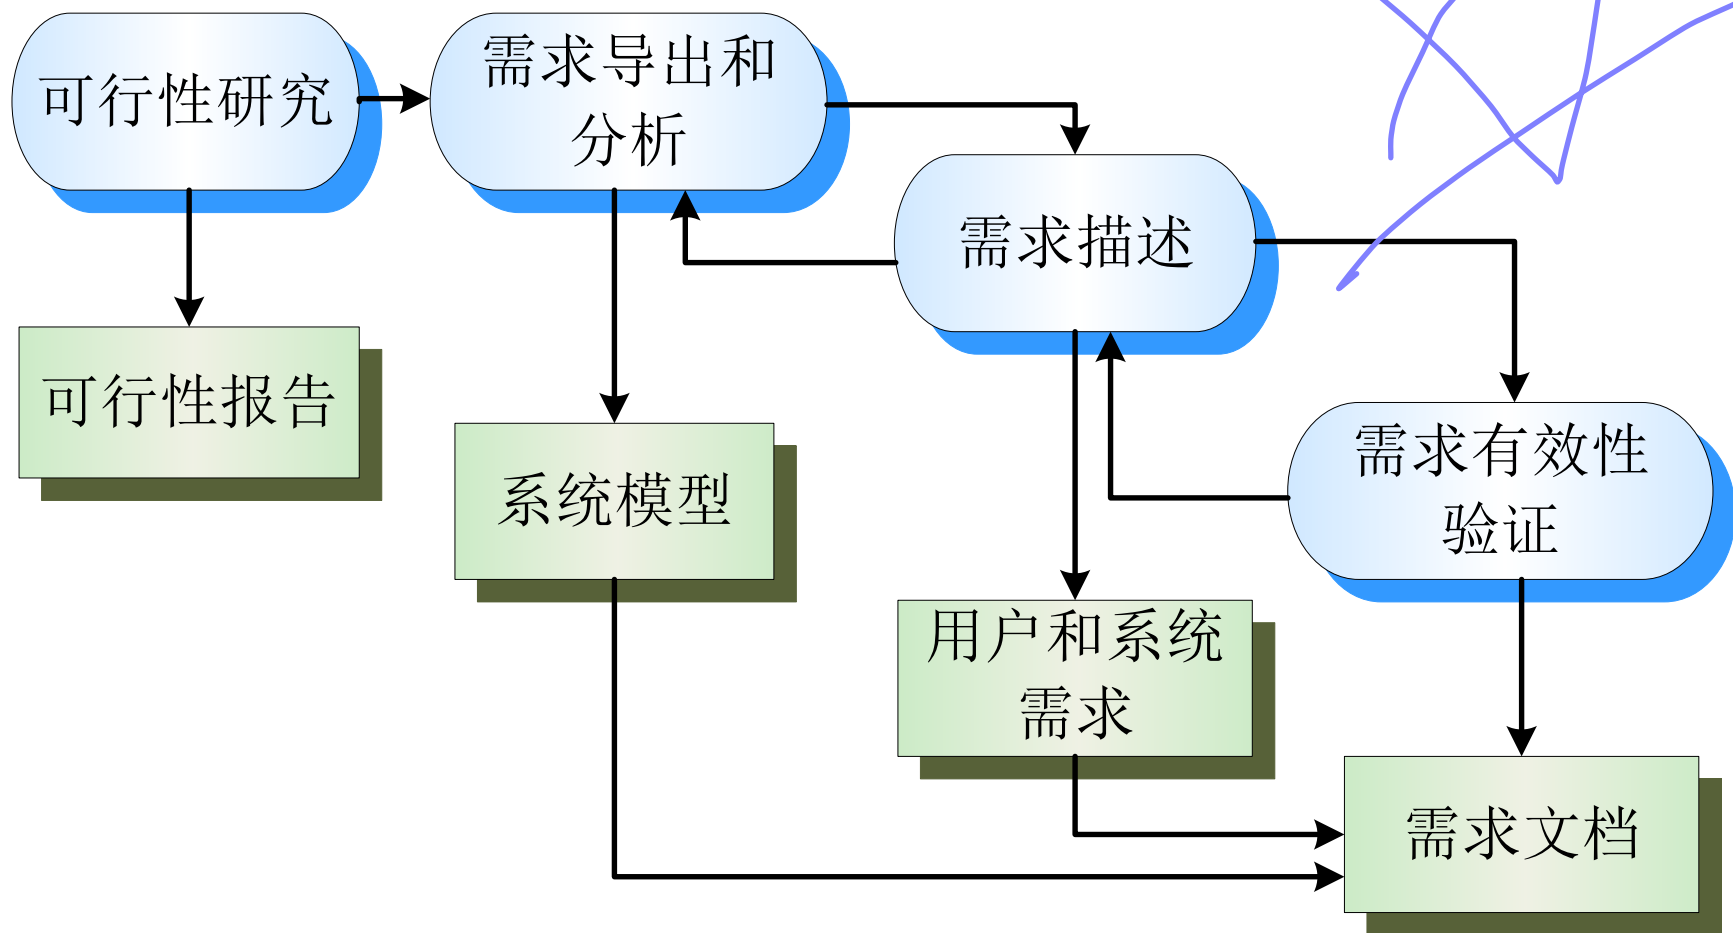 可行性研究
需求导出和
分析
需求描述
可行性报告
系统模型
需求有效性
验证
用户和系统
需求
需求文档